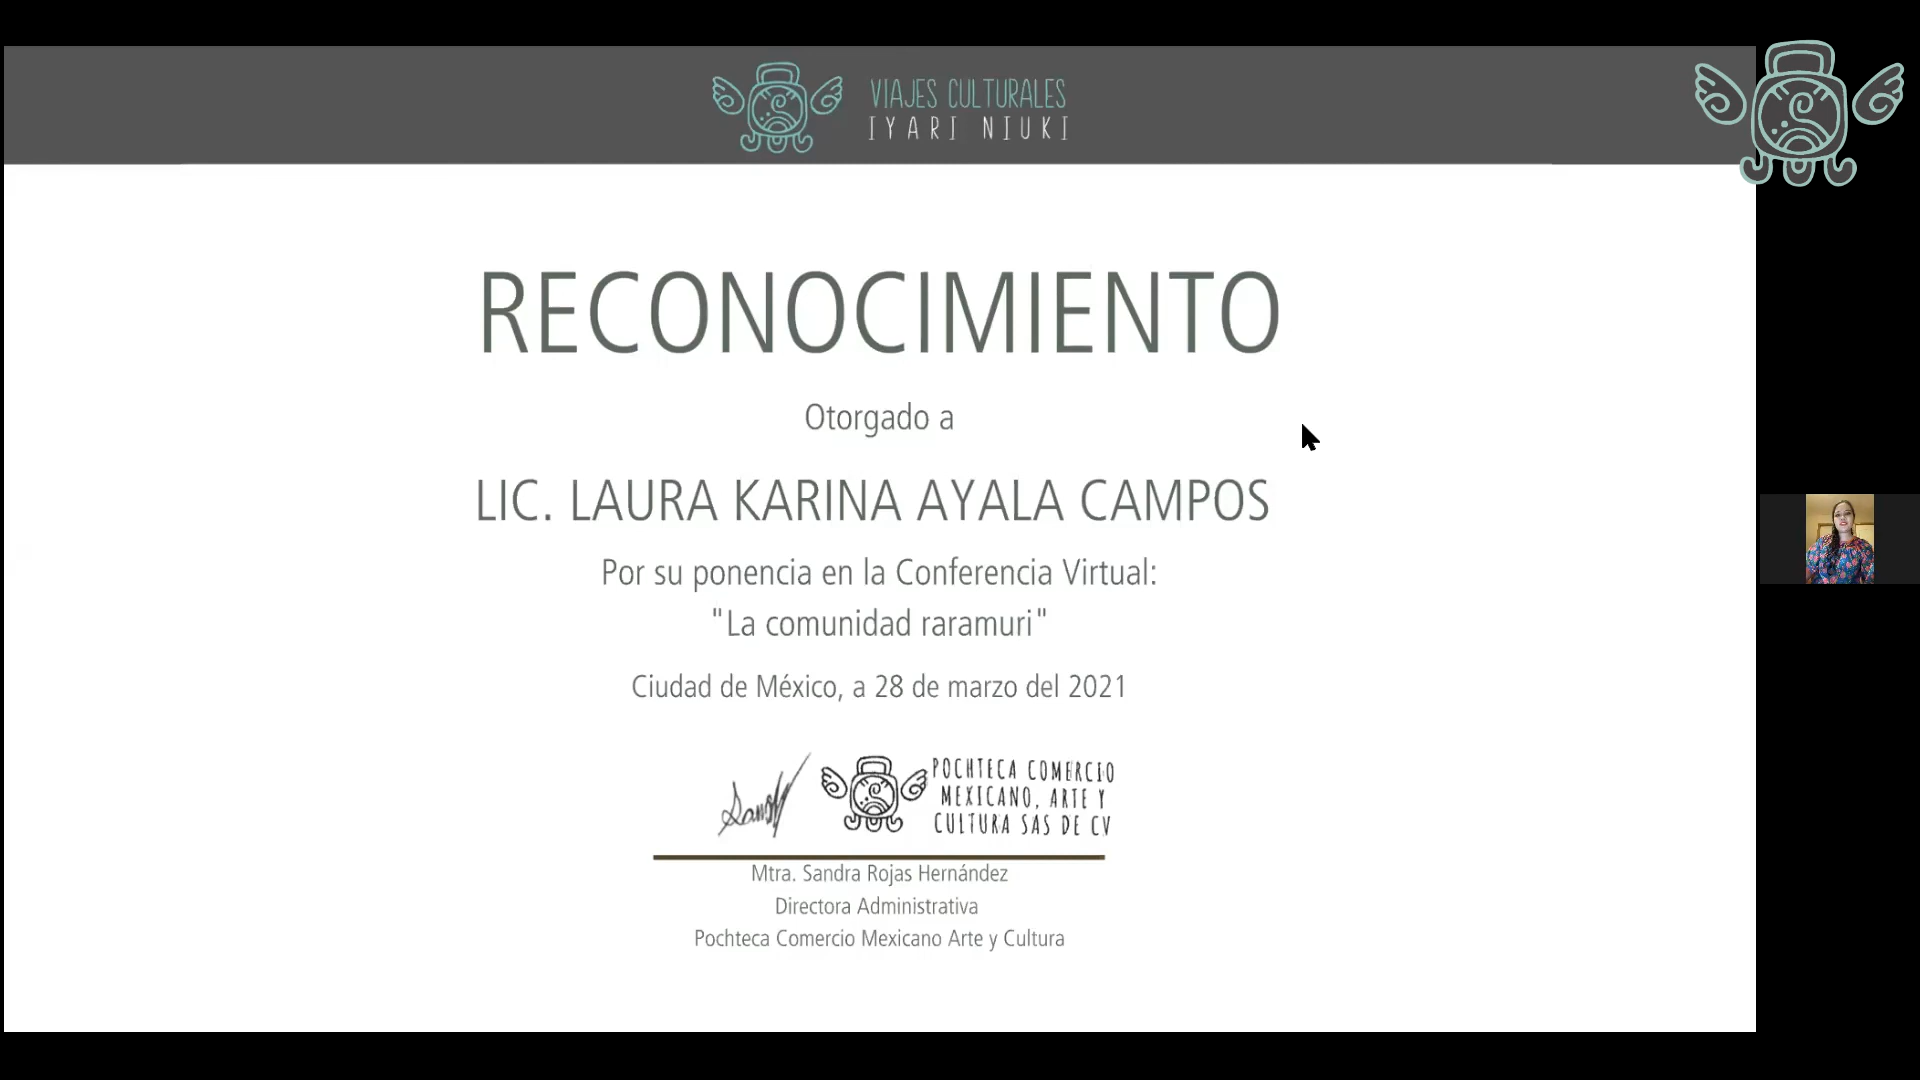 VIAJES CULTURALES
IYARI NIUKI
RECONOCIMIENTO
Otorgado a
LIC. LAURA KARINA AYALA CAMPOS
Por su ponencia en la Conferencia Virtual:
"La comunidad raramuri"
Ciudad de México, a 28 de marzo del 2021
POCHTECA COMERCIO
MEXICANO, ARTE Y
CULTURA SAS DE CV
Mtra. Sandra Rojas Hernández
Directora Administrativa
Pochteca Comercio Mexicano Arte y Cultura